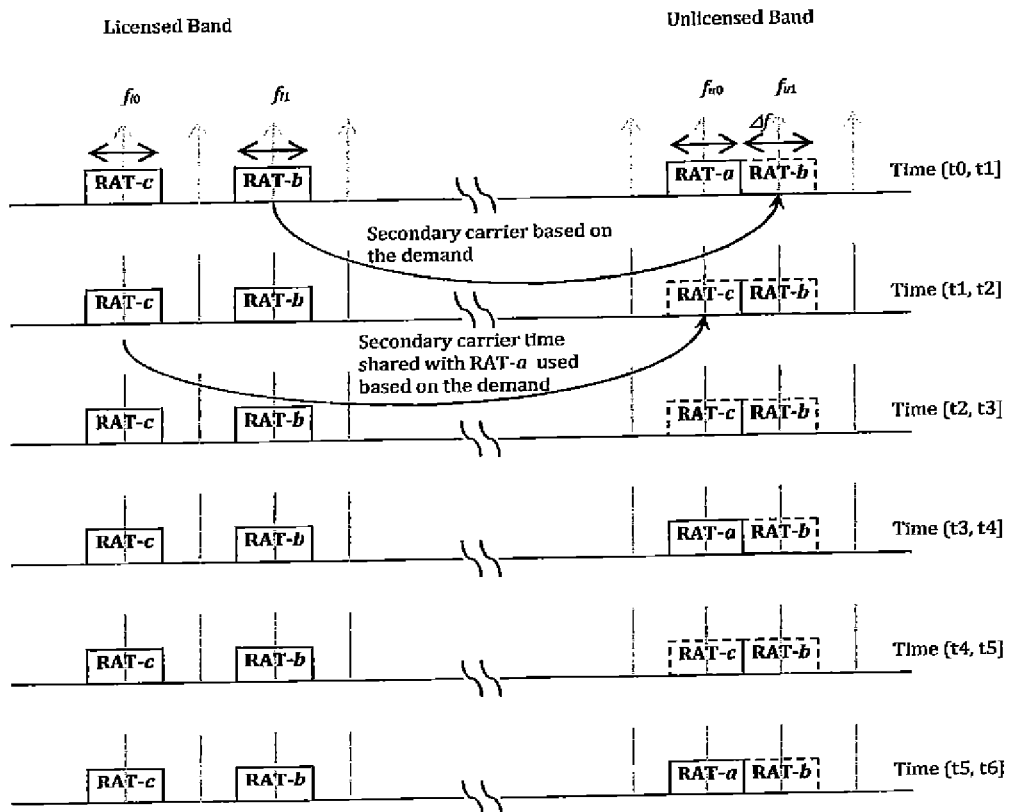 Licensed Band
Unlicensed Band
fl0
fl1
fu0
fu1
Δf
RAT-c
RAT-b
RAT-a
RAT-b
Time (t0, t1]
Secondary carrier based on
the demand
RAT-c
RAT-b
RAT-c
RAT-b
Time (t1, t2]
Secondary carrier time
shared with RAT-a used
based on the demand
RAT-c
RAT-b
RAT-c
RAT-b
Time (t2, t3]
RAT-c
RAT-b
RAT-a
RAT-b
Time (t3, t4]
RAT-c
RAT-b
RAT-c
RAT-b
Time (t4, t5]
RAT-c
RAT-b
RAT-a
RAT-b
Time (t5, t6]